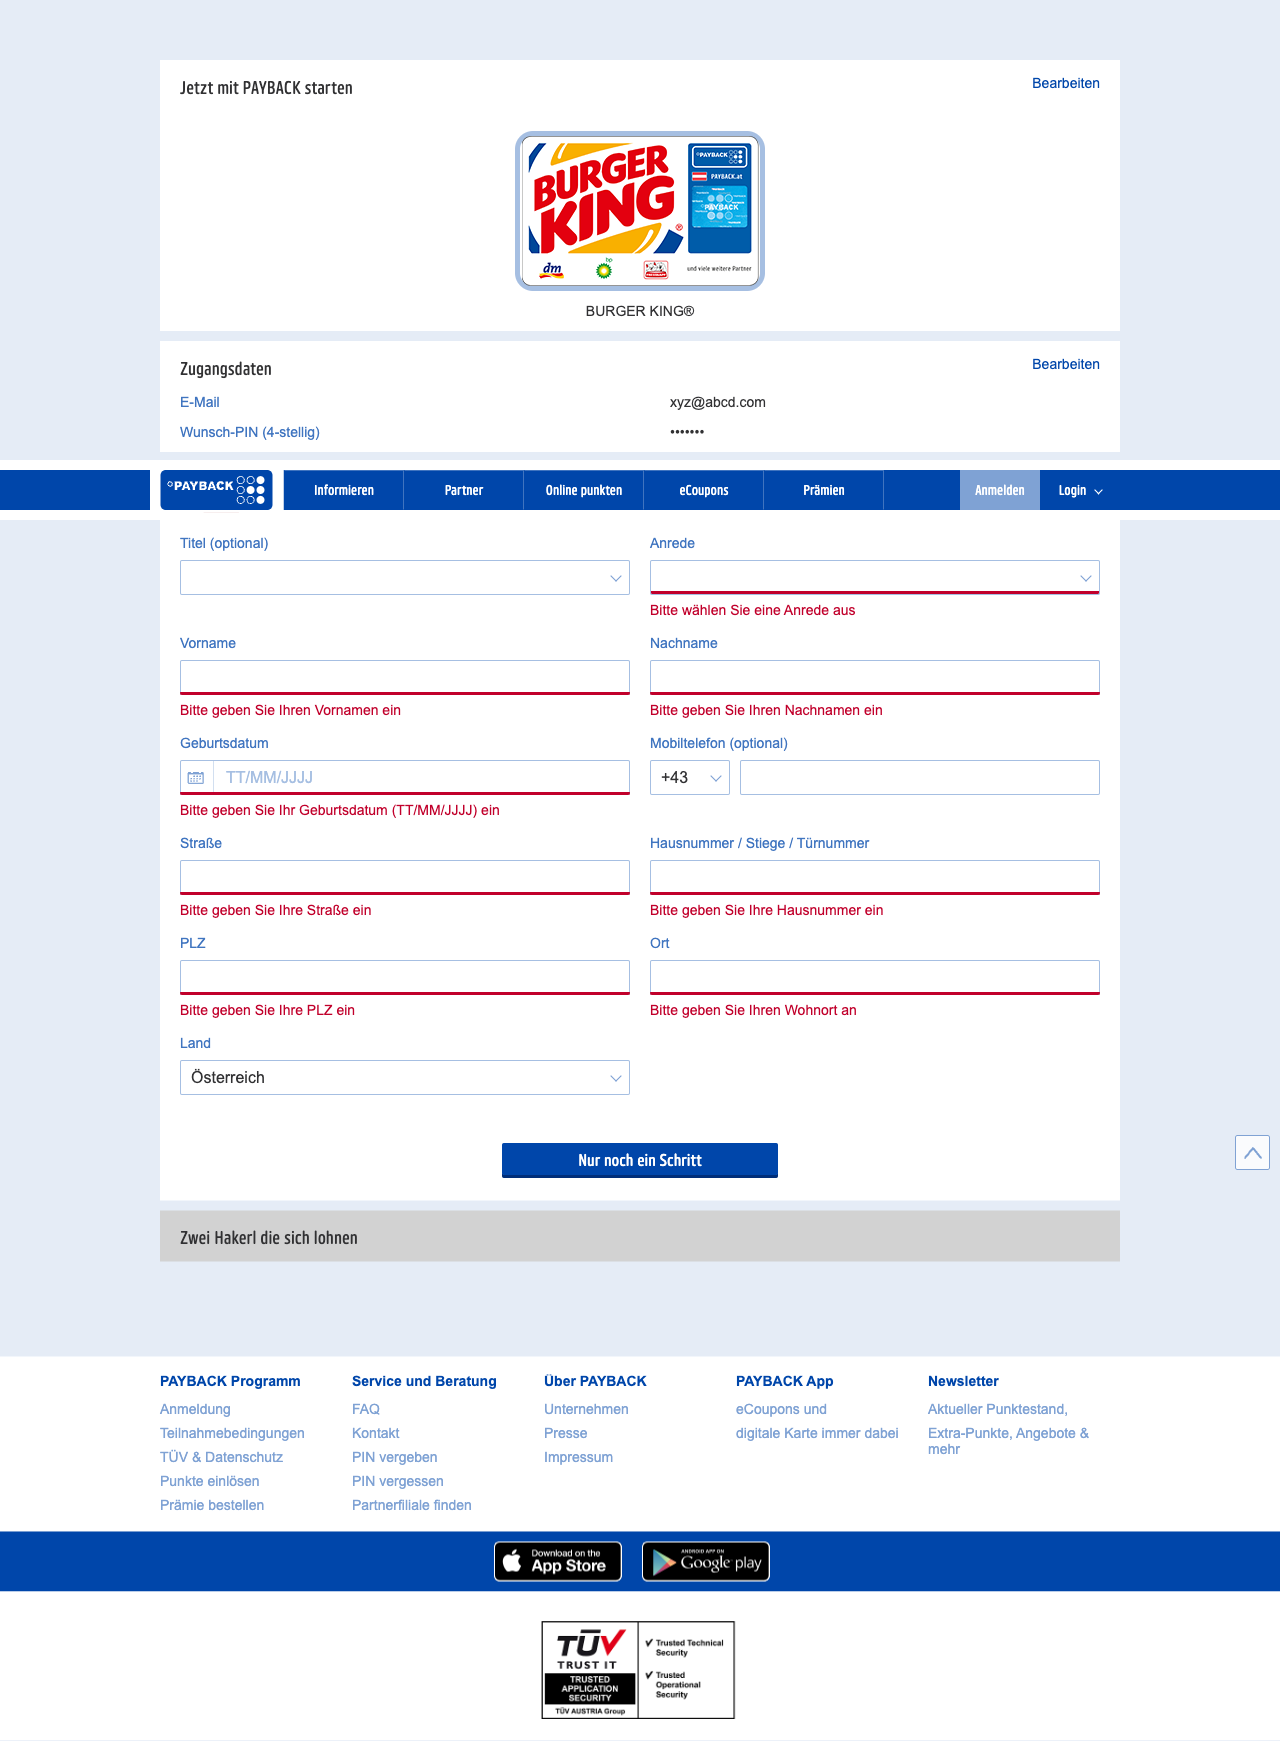 Jetzt mit PAYBACK starten
Bearbeiten
BURGER
KING®
°PAYBACK
PAYBACK.at
PAYBACK
dm
bp
und viele weitere Partner
BURGER KING®
Zugangsdaten
Bearbeiten
E-Mail
xyz@abcd.com
Wunsch-PIN (4-stellig)
•••••••
°PAYBACK
Informieren
Partner
Online punkten
eCoupons
Prämien
Anmelden
Login
Titel (optional)
Anrede
Bitte wählen Sie eine Anrede aus
Vorname
Nachname
Bitte geben Sie Ihren Vornamen ein
Bitte geben Sie Ihren Nachnamen ein
Geburtsdatum
Mobiltelefon (optional)
TT/MM/JJJJ
+43
Bitte geben Sie Ihr Geburtsdatum (TT/MM/JJJJ) ein
Straße
Hausnummer / Stiege / Türnummer
Bitte geben Sie Ihre Straße ein
Bitte geben Sie Ihre Hausnummer ein
PLZ
Ort
Bitte geben Sie Ihre PLZ ein
Bitte geben Sie Ihren Wohnort an
Land
Österreich
Nur noch ein Schritt
Zwei Hakerl die sich lohnen
PAYBACK Programm
Anmeldung
Teilnahmebedingungen
TÜV & Datenschutz
Punkte einlösen
Prämie bestellen
Service und Beratung
FAQ
Kontakt
PIN vergeben
PIN vergessen
Partnerfiliale finden
Über PAYBACK
Unternehmen
Presse
Impressum
PAYBACK App
eCoupons und
digitale Karte immer dabei
Newsletter
Aktueller Punktestand,
Extra-Punkte, Angebote &
mehr
Download on the
App Store
ANDROID APP ON
Google play
TÜV
TRUST IT
TRUSTED
APPLICATION
SECURITY
TÜV AUSTRIA Group
Trusted Technical
Security
Trusted
Operational
Security